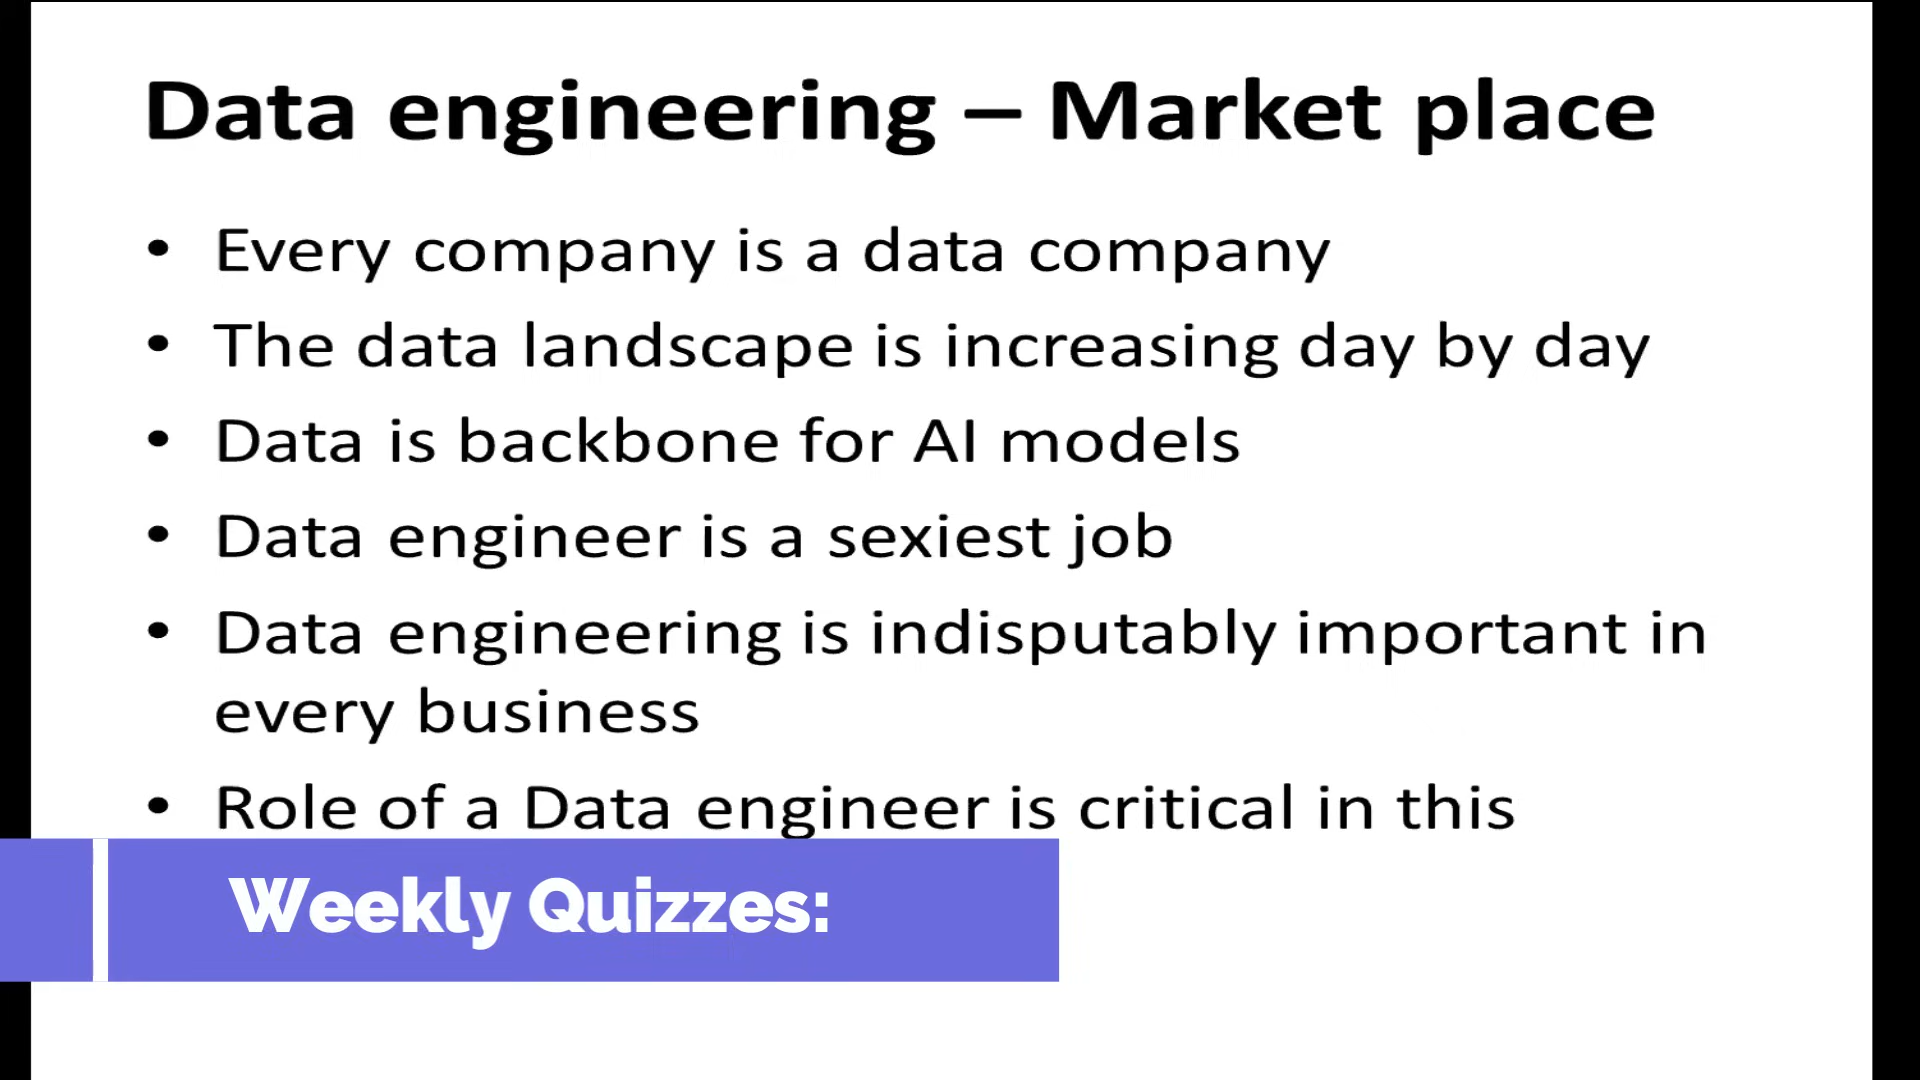 Data engineering – Market place
• Every company is a data company
• The data landscape is increasing day by day
• Data is backbone for AI models
• Data engineer is a sexiest job
• Data engineering is indisputably important in
every business
• Role of a Data engineer is critical in this
Weekly Quizzes: